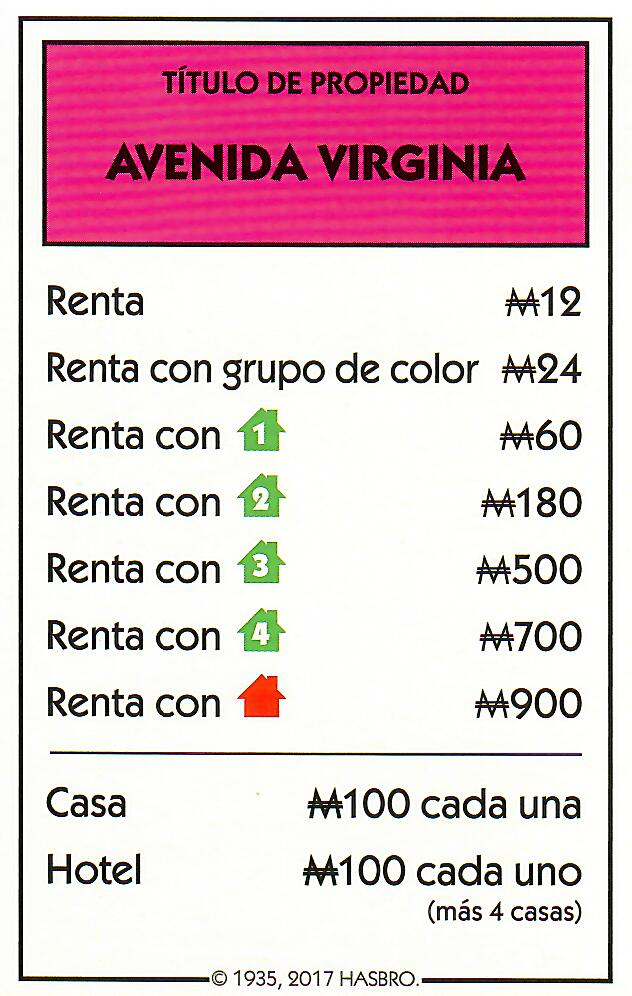 TÍTULO DE PROPIEDAD
AVENIDA VIRGINIA
Renta ₩12
Renta con grupo de color ₩24
Renta con 1 ₩60
Renta con 2 ₩180
Renta con 3 ₩500
Renta con 4 ₩700
Renta con ₩900
Casa ₩100 cada una
Hotel ₩100 cada uno
(más 4 casas)
© 1935, 2017 HASBRO.